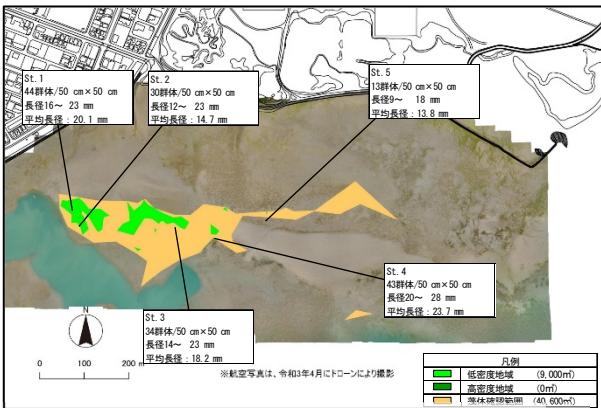 St. 1
44群体/50 cm×50 cm
長径16～ 23 mm
平均長径：20.1 mm
St. 2
30群体/50 cm×50 cm
長径12～ 23 mm
平均長径：14.7 mm
St. 5
13群体/50 cm×50 cm
長径9～ 18 mm
平均長径：13.8 mm
St. 4
43群体/50 cm×50 cm
長径20～ 28 mm
平均長径：23.7 mm
St. 3
34群体/50 cm×50 cm
長径14～ 23 mm
平均長径：18.2 mm
N
0 100 200m
※航空写真は、令和3年4月にドローンにより撮影
凡例
低密度地域 (9,000㎡)
高密度地域 (0㎡)
藻体確認範囲 (40,600㎡)